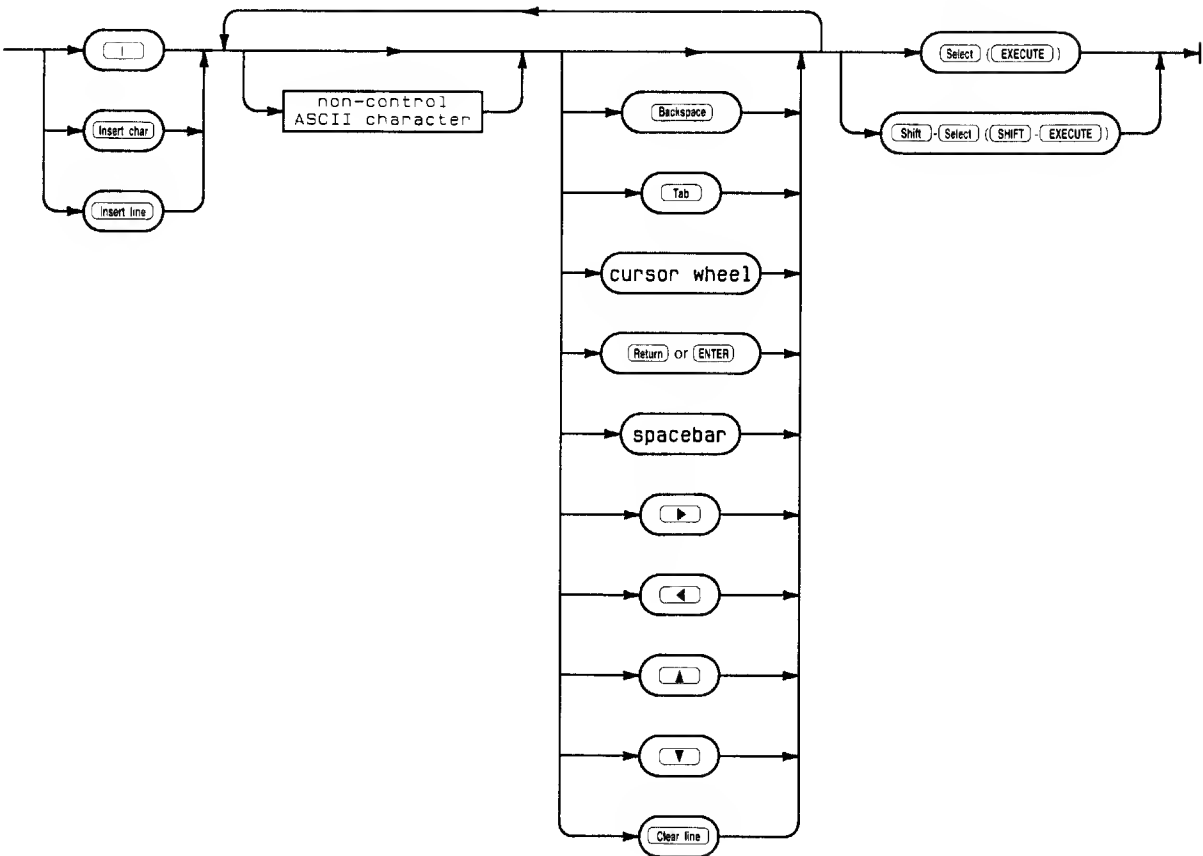 I
Insert char
Insert line
non-control
ASCII character
Backspace
Tab
cursor wheel
Return or ENTER
spacebar
Clear line
Select (EXECUTE)
Shift-Select (SHIFT-EXECUTE)